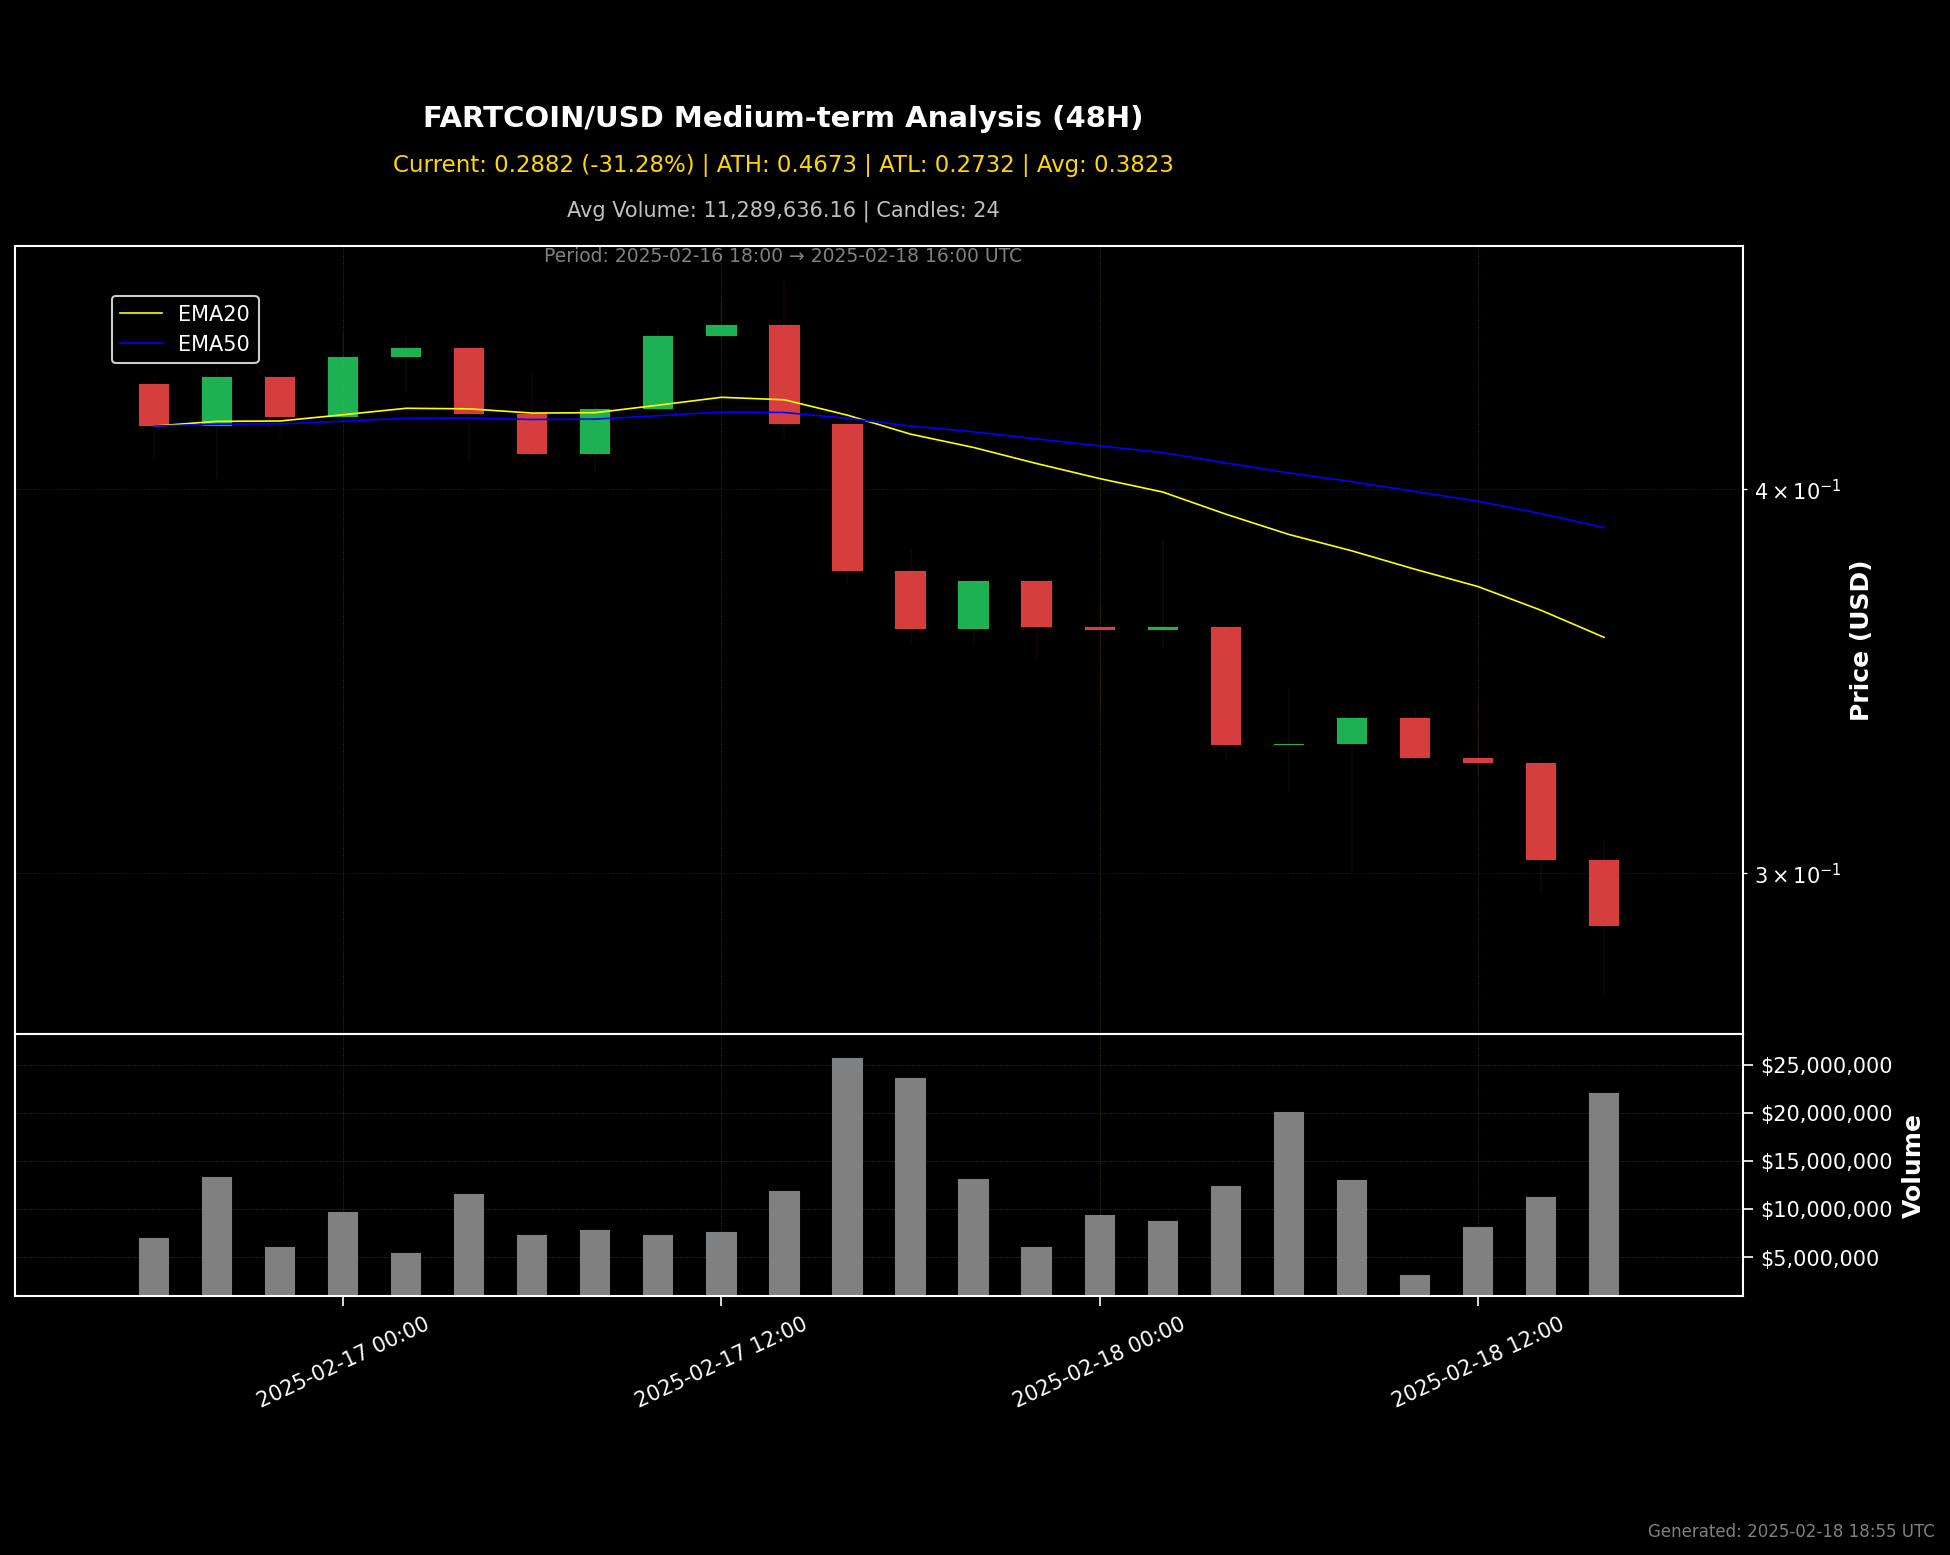 FARTCOIN/USD Medium-term Analysis (48H)
Current: 0.2882 (-31.28%) | ATH: 0.4673 | ATL: 0.2732 | Avg: 0.3823
Avg Volume: 11,289,636.16 | Candles: 24
Period: 2025-02-16 18:00 → 2025-02-18 16:00 UTC
EMA20
EMA50
4 × 10⁻¹
3 × 10⁻¹
Price (USD)
$25,000,000
$20,000,000
$15,000,000
$10,000,000
$5,000,000
Volume
2025-02-17 00:00
2025-02-17 12:00
2025-02-18 00:00
2025-02-18 12:00
Generated: 2025-02-18 18:55 UTC